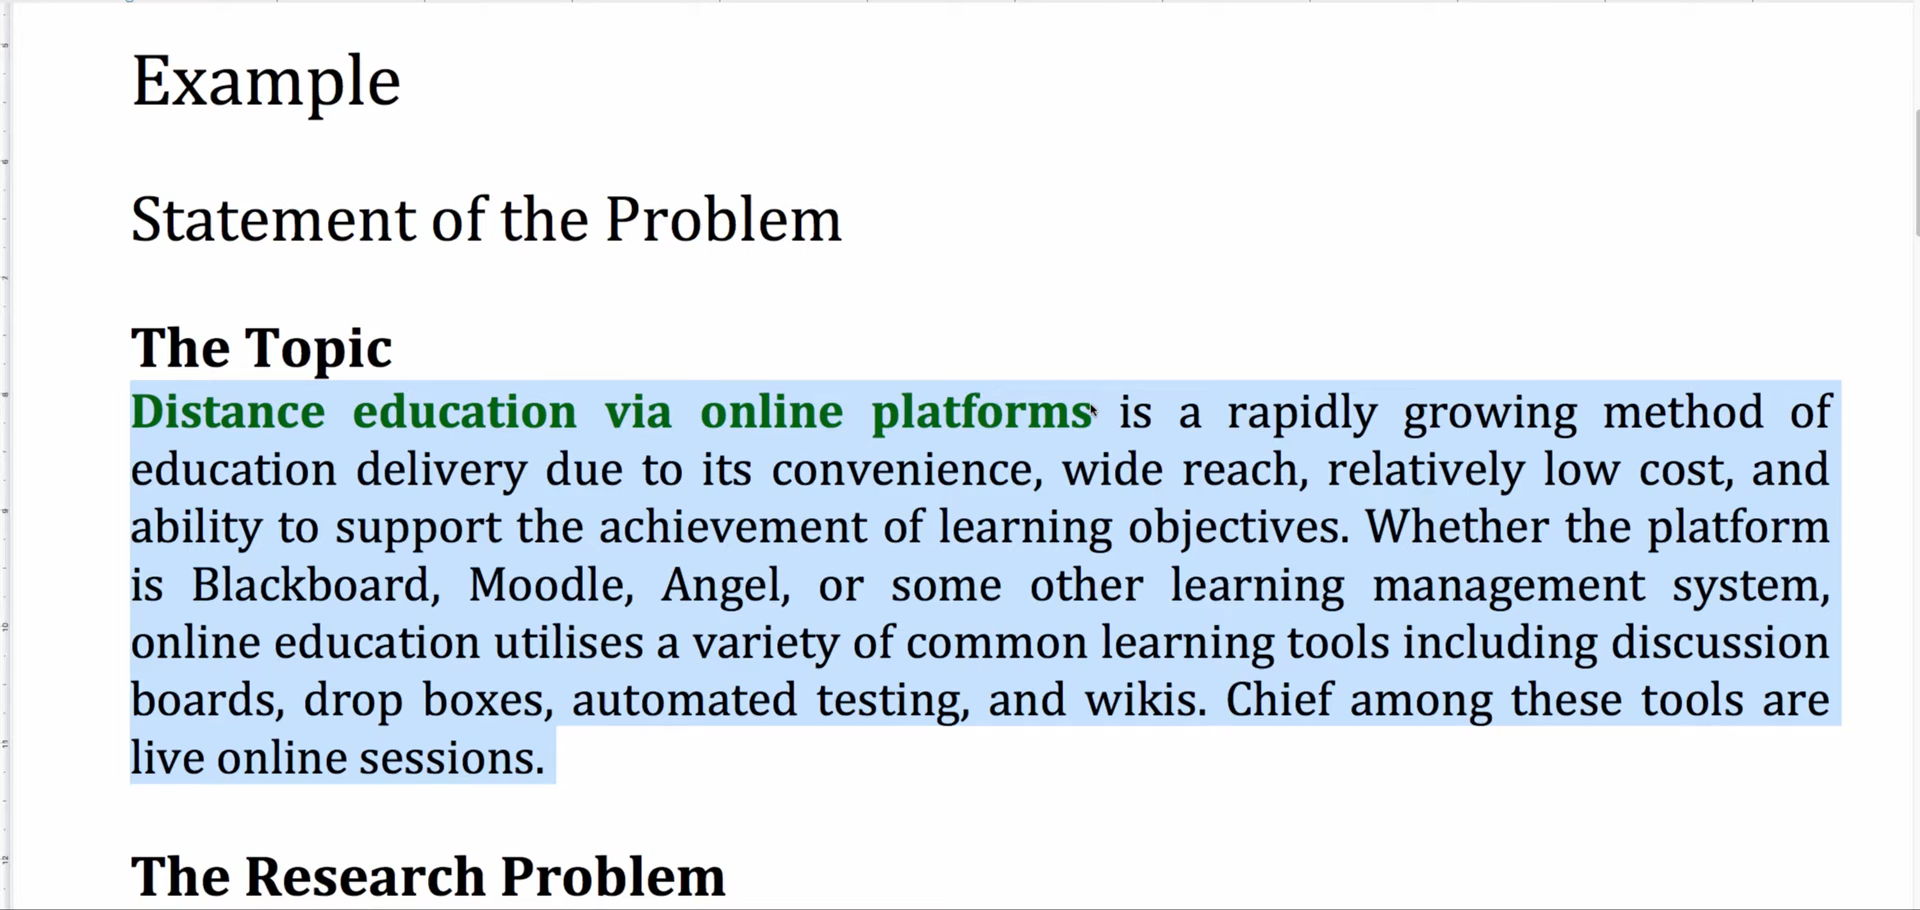 Example
Statement of the Problem
The Topic
Distance education via online platforms is a rapidly growing method of
education delivery due to its convenience, wide reach, relatively low cost, and
ability to support the achievement of learning objectives. Whether the platform
is Blackboard, Moodle, Angel, or some other learning management system,
online education utilises a variety of common learning tools including discussion
boards, drop boxes, automated testing, and wikis. Chief among these tools are
live online sessions.
The Research Problem